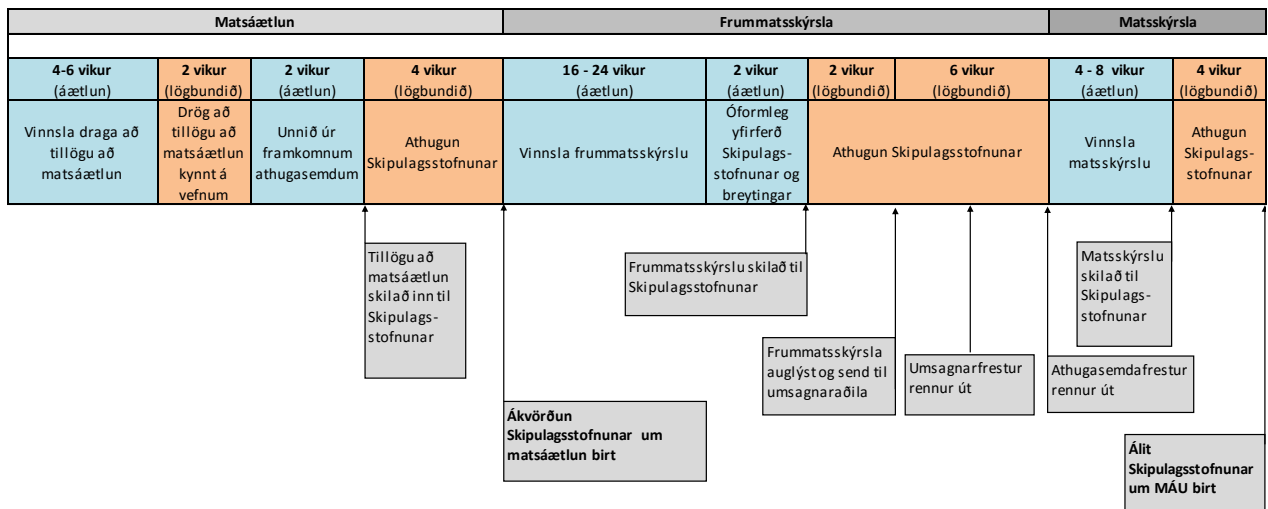 Matsáætlun
Frummatsskýrsla
Matsskýrsla
4-6 vikur
(áætlun)
2 vikur
(lögbundið)
2 vikur
(áætlun)
4 vikur
(lögbundið)
16 - 24 vikur
(áætlun)
2 vikur
(áætlun)
2 vikur
(lögbundið)
6 vikur
(lögbundið)
4 - 8 vikur
(áætlun)
4 vikur
(lögbundið)
Vinnsla draga að
tillögu að
matsáætlun
Drög að
tillögu að
matsáætlun
kynnt á
vefnum
Unnið úr
framkomnum
athugasemdum
Athugun
Skipulagsstofnunar
Vinnsla frummatsskýrslu
Óformleg
yfirferð
Skipulags-
stofnunar og
breytingar
Athugun Skipulagsstofnunar
Vinnsla
matsskýrslu
Athugun
Skipulags-
stofnunar
Tillögu að
matsáætlun
skilað inn til
Skipulags-
stofnunar
Frummatsskýrslu skilað til
Skipulagsstofnunar
Matsskýrslu
skilað til
Skipulags-
stofnunar
Frummatsskýrsla
auglýst og send til
umsagnaraðila
Umsagnarfrestur
rennur út
Athugasemdafrestur
rennur út
Ákvörðun
Skipulagsstofnunar um
matsáætlun birt
Álit
Skipulagsstofnunar
um MÁU birt